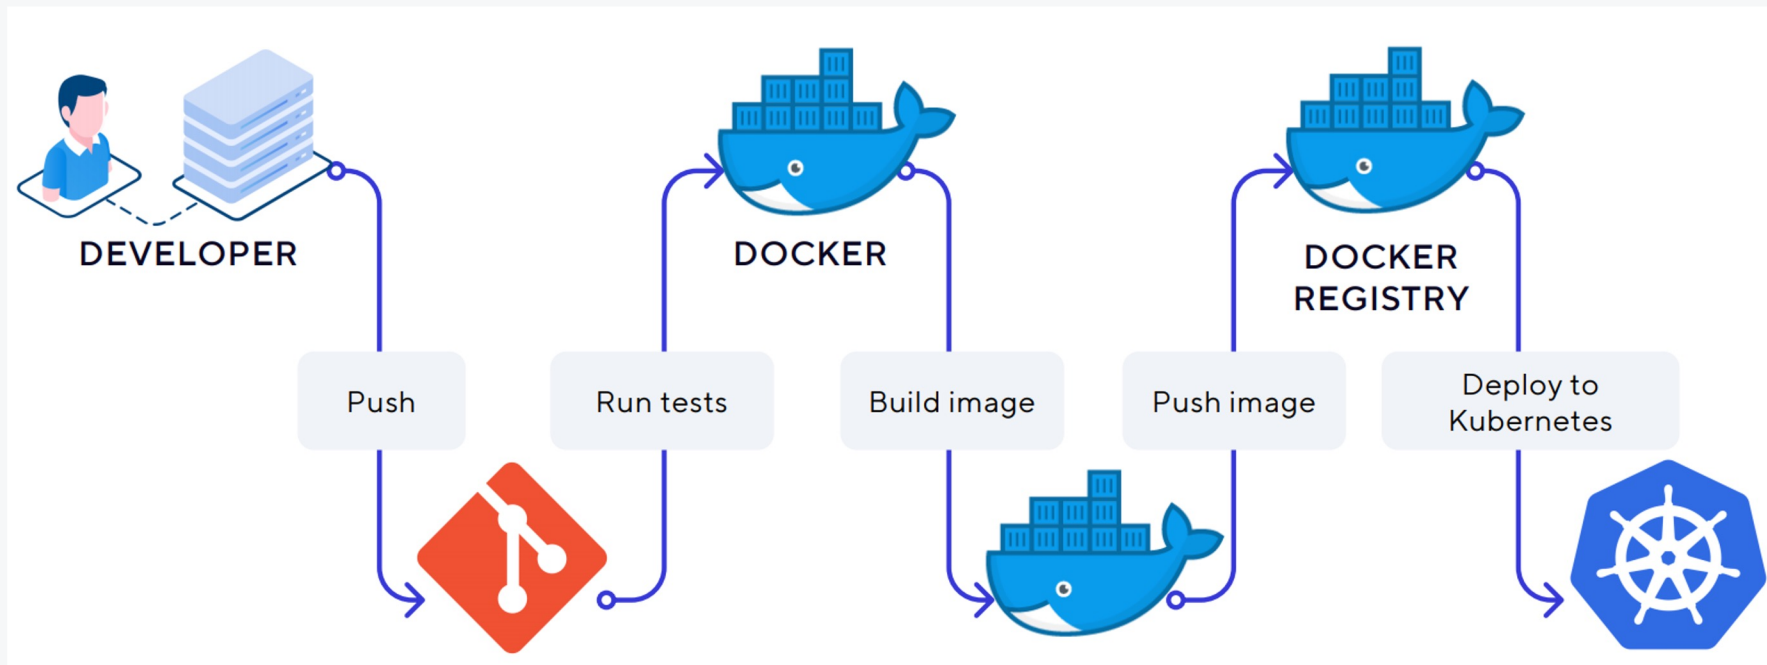 DEVELOPER
DOCKER
DOCKER
REGISTRY
Push
Run tests
Build image
Push image
Deploy to
Kubernetes